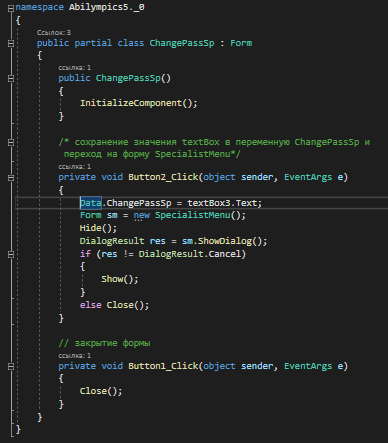 namespace Abilympics5._0
{
Ссылок: 3
public partial class ChangePassSp : Form
{
ссылка: 1
public ChangePassSp()
{
InitializeComponent();
}
/* сохранение значения textBox в переменную ChangePassSp и
переход на форму SpecialistMenu*/
ссылка: 1
private void Button2_Click(object sender, EventArgs e)
{
Data.ChangePassSp = textBox3.Text;
Form sm = new SpecialistMenu();
Hide();
DialogResult res = sm.ShowDialog();
if (res != DialogResult.Cancel)
{
Show();
}
else Close();
}
// закрытие формы
ссылка: 1
private void Button1_Click(object sender, EventArgs e)
{
Close();
}
}
}